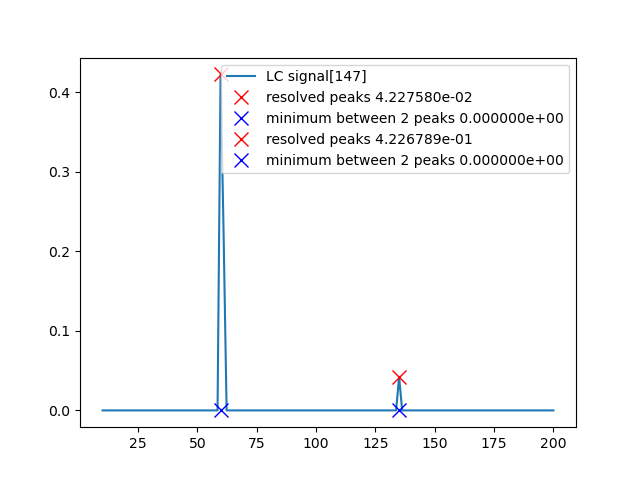 LC signal[147]
resolved peaks 4.227580e-02
minimum between 2 peaks 0.000000e+00
resolved peaks 4.226789e-01
minimum between 2 peaks 0.000000e+00
0.4
0.3
0.2
0.1
0.0
25 50 75 100 125 150 175 200